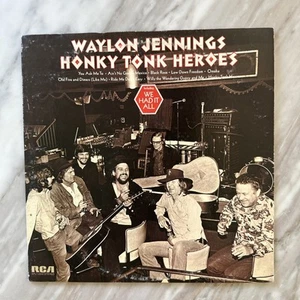 WAYLON JENNINGS
HONKY TONK HEROES
You Ask Me To • Ain't No God in Mexico • Black Rose • Low Down Freedom • Omaha
Old Five and Dimers (Like Me) • Ride Me Down Easy • Willy the Wandering Gypsy and Me
Including
WE
HAD IT
ALL
RCA